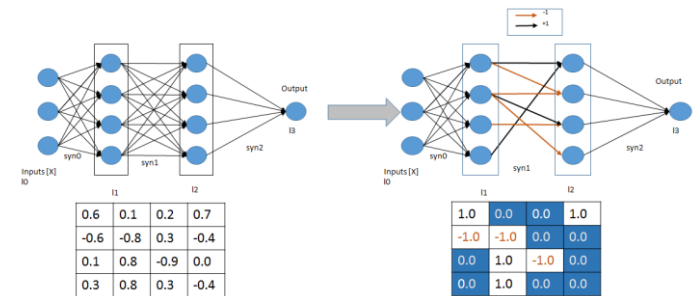 -1
+1
Output
l3
syn0
syn1
syn2
Inputs [X]
l0
l1
l2
0.6 0.1 0.2 0.7
-0.6 -0.8 0.3 -0.4
0.1 0.8 -0.9 0.0
0.3 0.8 0.3 -0.4
Output
l3
syn0
syn1
syn2
Inputs [X]
l0
l1
l2
1.0 0.0 0.0 1.0
-1.0 -1.0 0.0 0.0
0.0 1.0 -1.0 0.0
0.0 1.0 0.0 0.0